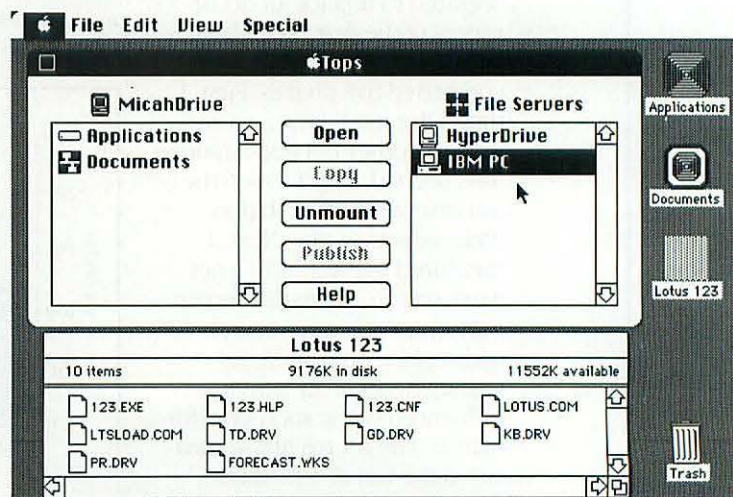 File Edit View Special
Tops
MicahDrive
Applications
Documents
Open
Copy
Unmount
Publish
Help
File Servers
HyperDrive
IBM PC
Applications
Documents
Lotus 123
Trash
Lotus 123
10 items 9176K in disk 11552K available
123.EXE 123.HLP 123.CNF LOTUS.COM
LTSLOAD.COM TD.DRV GD.DRV KB.DRV
PR.DRV FORECAST.WKS